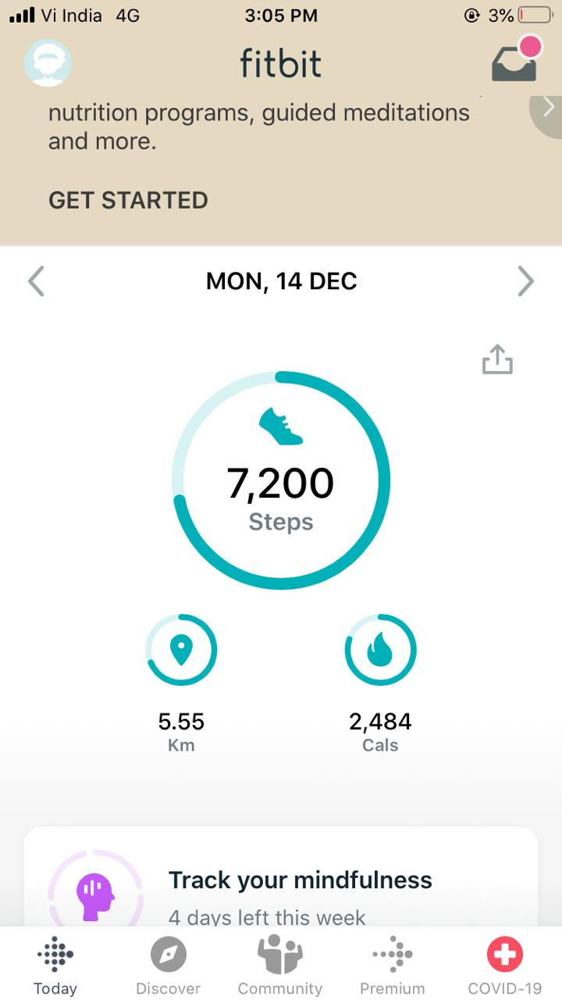 Vi India 4G 3:05 PM 3%
fitbit
nutrition programs, guided meditations
and more.
GET STARTED
MON, 14 DEC
7,200
Steps
5.55
Km
2,484
Cals
Track your mindfulness
4 days left this week
Today Discover Community Premium COVID-19